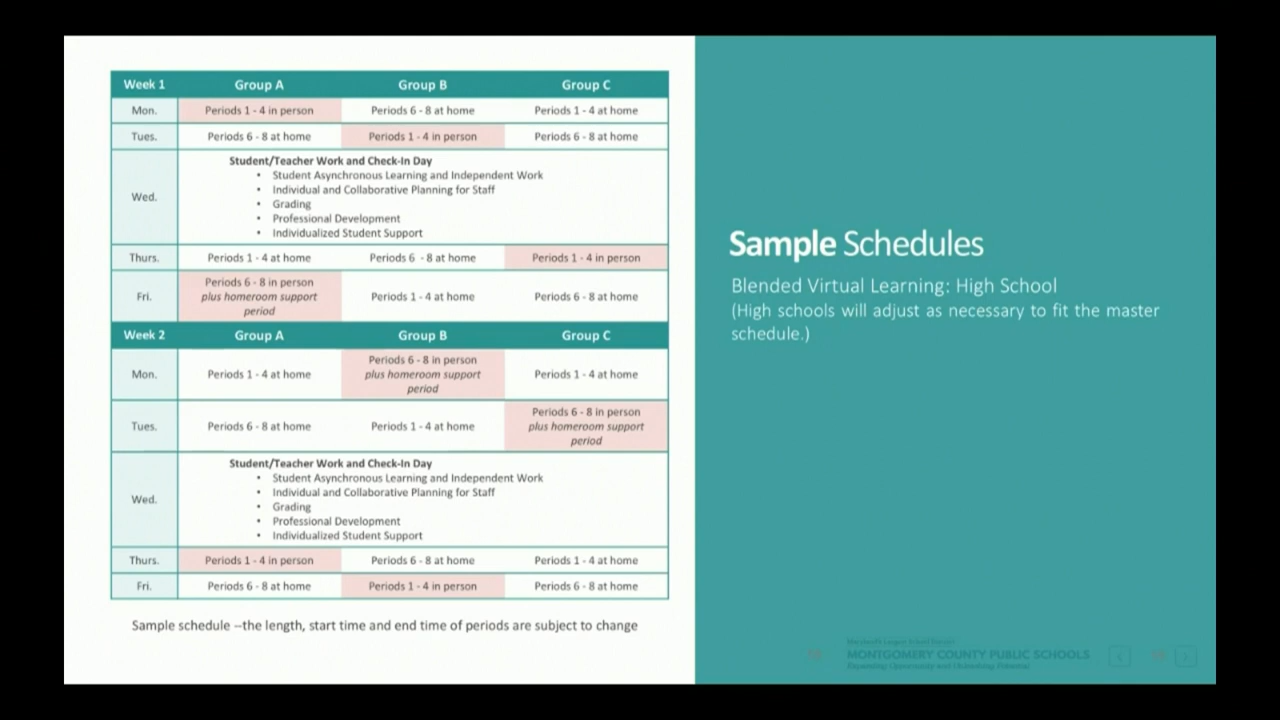 Week 1 Group A Group B Group C
Mon. Periods 1 - 4 in person Periods 6 - 8 at home Periods 1 - 4 at home
Tues. Periods 6 - 8 at home Periods 1 - 4 in person Periods 6 - 8 at home
Wed.
Student/Teacher Work and Check-In Day
• Student Asynchronous Learning and Independent Work
• Individual and Collaborative Planning for Staff
• Grading
• Professional Development
• Individualized Student Support
Thurs. Periods 1 - 4 at home Periods 6 - 8 at home Periods 1 - 4 in person
Fri. Periods 6 - 8 in person plus homeroom support period Periods 1 - 4 at home Periods 6 - 8 at home
Week 2 Group A Group B Group C
Mon. Periods 1 - 4 at home Periods 6 - 8 in person plus homeroom support period Periods 1 - 4 at home
Tues. Periods 6 - 8 at home Periods 1 - 4 at home Periods 6 - 8 in person plus homeroom support period
Wed.
Student/Teacher Work and Check-In Day
• Student Asynchronous Learning and Independent Work
• Individual and Collaborative Planning for Staff
• Grading
• Professional Development
• Individualized Student Support
Thurs. Periods 1 - 4 in person Periods 6 - 8 at home Periods 1 - 4 at home
Fri. Periods 6 - 8 at home Periods 1 - 4 in person Periods 6 - 8 at home
Sample schedule --the length, start time and end time of periods are subject to change
Sample Schedules
Blended Virtual Learning: High School
(High schools will adjust as necessary to fit the master
schedule.)
MONTGOMERY COUNTY PUBLIC SCHOOLS